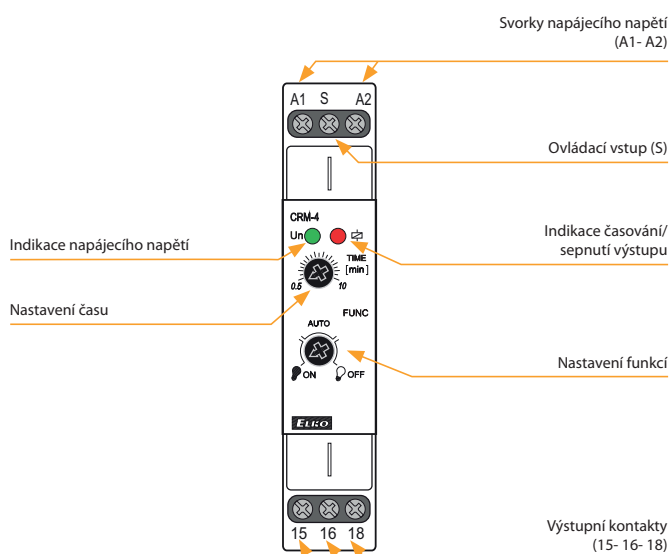 Svorky napájecího napětí
(A1- A2)
A1 S A2
Ovládací vstup (S)
CRM-4
Un
Indikace napájecího napětí
Indikace časování/
sepnutí výstupu
TIME
[min]
0.5 10
Nastavení času
FUNC
AUTO
ON OFF
Nastavení funkcí
ELKO
15 16 18
Výstupní kontakty
(15- 16- 18)